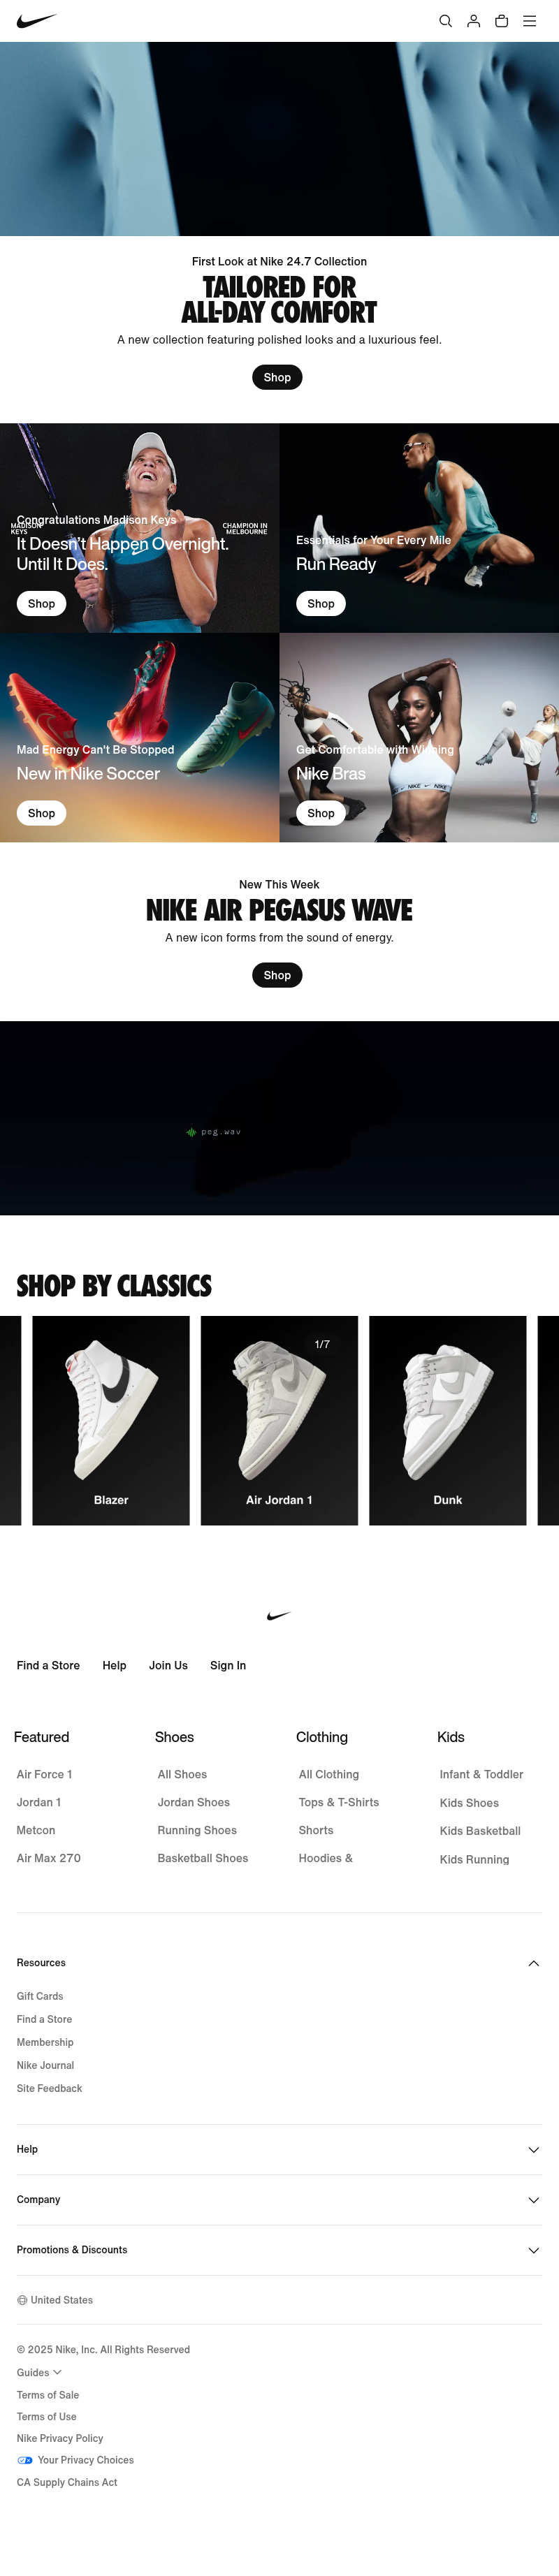 First Look at Nike 24.7 Collection
TAILORED FOR
ALL-DAY COMFORT
A new collection featuring polished looks and a luxurious feel.
Shop
MADISON
KEYS
CHAMPION IN
MELBOURNE
Congratulations Madison Keys
It Doesn't Happen Overnight.
Until It Does.
Shop
Essentials for Your Every Mile
Run Ready
Shop
Mad Energy Can't Be Stopped
New in Nike Soccer
Shop
Get Comfortable with Winning
Nike Bras
NIKE
NIKE
Shop
New This Week
NIKE AIR PEGASUS WAVE
A new icon forms from the sound of energy.
Shop
peg.wav
SHOP BY CLASSICS
1/7
Blazer
Air Jordan 1
Dunk
Find a Store
Help
Join Us
Sign In
Featured
Air Force 1
Jordan 1
Metcon
Air Max 270
Shoes
All Shoes
Jordan Shoes
Running Shoes
Basketball Shoes
Clothing
All Clothing
Tops & T-Shirts
Shorts
Hoodies &
Kids
Infant & Toddler
Kids Shoes
Kids Basketball
Kids Running
Resources
Gift Cards
Find a Store
Membership
Nike Journal
Site Feedback
Help
Company
Promotions & Discounts
United States
© 2025 Nike, Inc. All Rights Reserved
Guides
Terms of Sale
Terms of Use
Nike Privacy Policy
Your Privacy Choices
CA Supply Chains Act